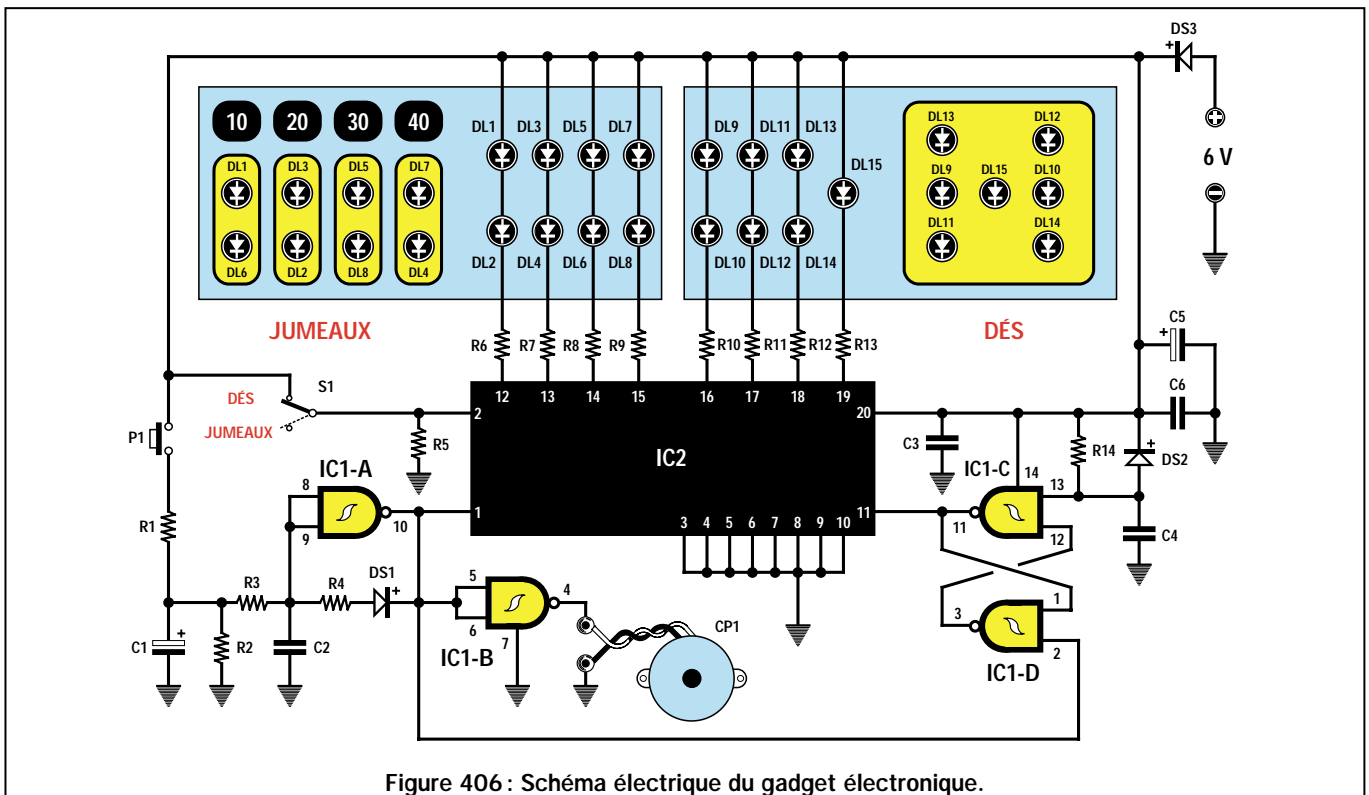 DS3
6 V
10 20 30 40
DL1 DL3 DL5 DL7
DL6 DL2 DL8 DL4
DL1 DL3 DL5 DL7
DL2 DL4 DL6 DL8
DL9 DL11 DL13
DL15
DL10 DL12 DL14
DL13 DL12
DL9 DL15 DL10
DL11 DL14
JUMEAUX
DÉS
R6 R7 R8 R9 R10 R11 R12 R13
C5
C6
S1
DÉS
JUMEAUX
P1
R5
12 13 14 15 16 17 18 19
2 20
IC2
1 11
3 4 5 6 7 8 9 10
C3
R14
DS2
C4
IC1-A
8
9
10
IC1-C
14
13
12
11
R1
R3
R4
DS1
C1
R2
C2
5
6
4
7
IC1-B
CP1
3
1
2
IC1-D
Figure 406 : Schéma électrique du gadget électronique.